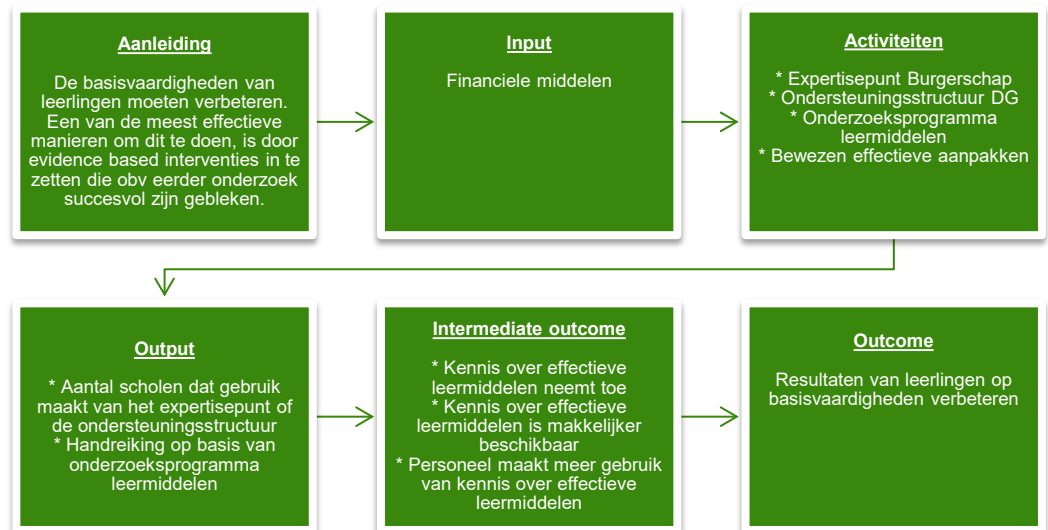 Aanleiding
De basisvaardigheden van
leerlingen moeten verbeteren.
Een van de meest effectieve
manieren om dit te doen, is door
evidence based interventies in te
zetten die obv eerder onderzoek
succesvol zijn gebleken.
Input
Financiele middelen
Activiteiten
* Expertisepunt Burgerschap
* Ondersteuningsstructuur DG
* Onderzoeksprogramma
leermiddelen
* Bewezen effectieve aanpakken
Output
* Aantal scholen dat gebruik
maakt van het expertisepunt of
de ondersteuningsstructuur
* Handreiking op basis van
onderzoeksprogramma
leermiddelen
Intermediate outcome
* Kennis over effectieve
leermiddelen neemt toe
* Kennis over effectieve
leermiddelen is makkelijker
beschikbaar
* Personeel maakt meer gebruik
van kennis over effectieve
leermiddelen
Outcome
Resultaten van leerlingen op
basisvaardigheden verbeteren